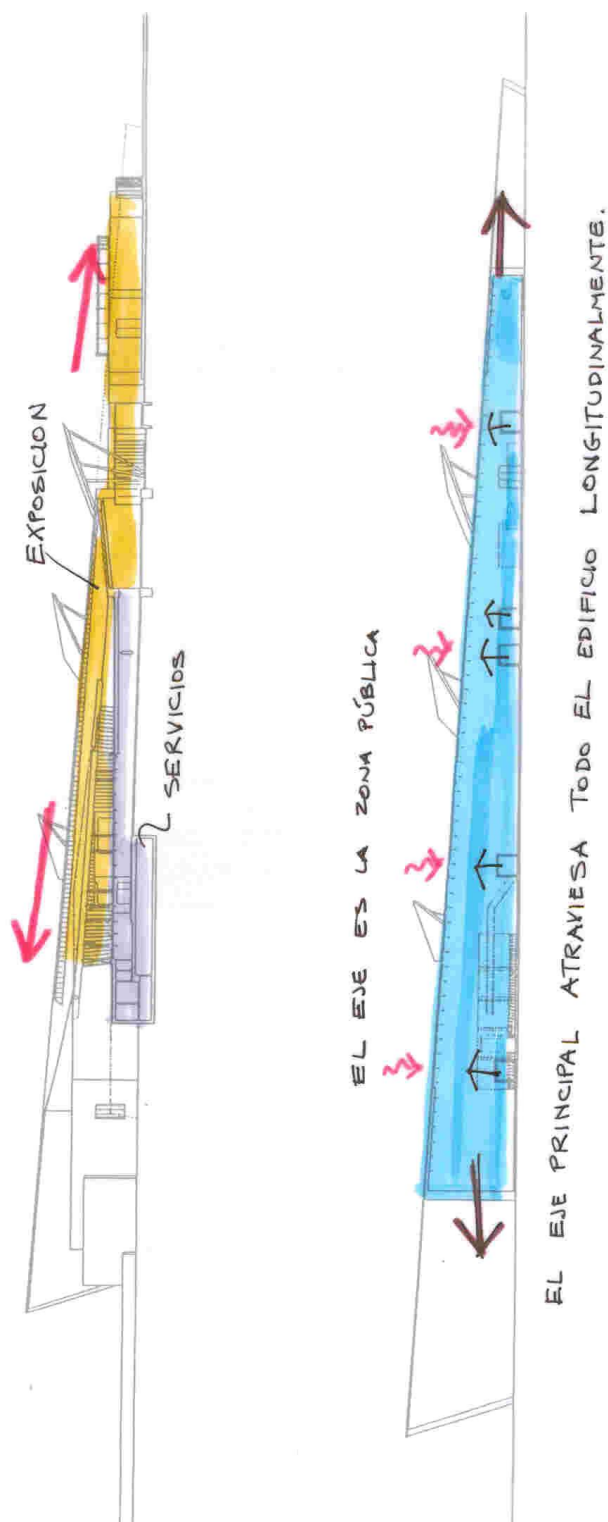 EXPOSICION
SERVICIOS
EL EJE ES LA ZONA PÚBLICA
EL EJE PRINCIPAL ATRAVIESA TODO EL EDIFICIO LONGITUDINALMENTE.